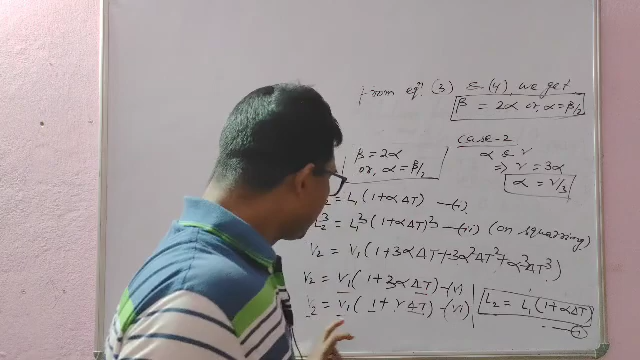 From eqn (3) & (4), we get
β = 2α or, α = β/2
β = 2α
or, α = β/2
case-2
α & γ
⇒ γ = 3α
α = γ/3
L₂ = L₁ (1+αΔT) —(i)
L₂³ = L₁³ (1+αΔT)³ —(ii) (on squarring)
V₂ = V₁ (1+3αΔT+3α²ΔT²+α³ΔT³)
V₂ = V₁ (1+3αΔT) —(v)
V₂ = V₁ (1+γΔT) —(vi)
L₂ = L₁ (1+αΔT)